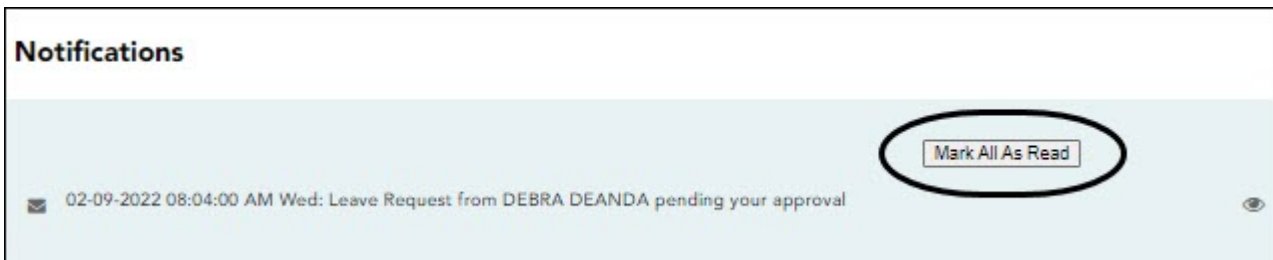 Notifications
Mark All As Read
02-09-2022 08:04:00 AM Wed: Leave Request from DEBRA DEANDA pending your approval